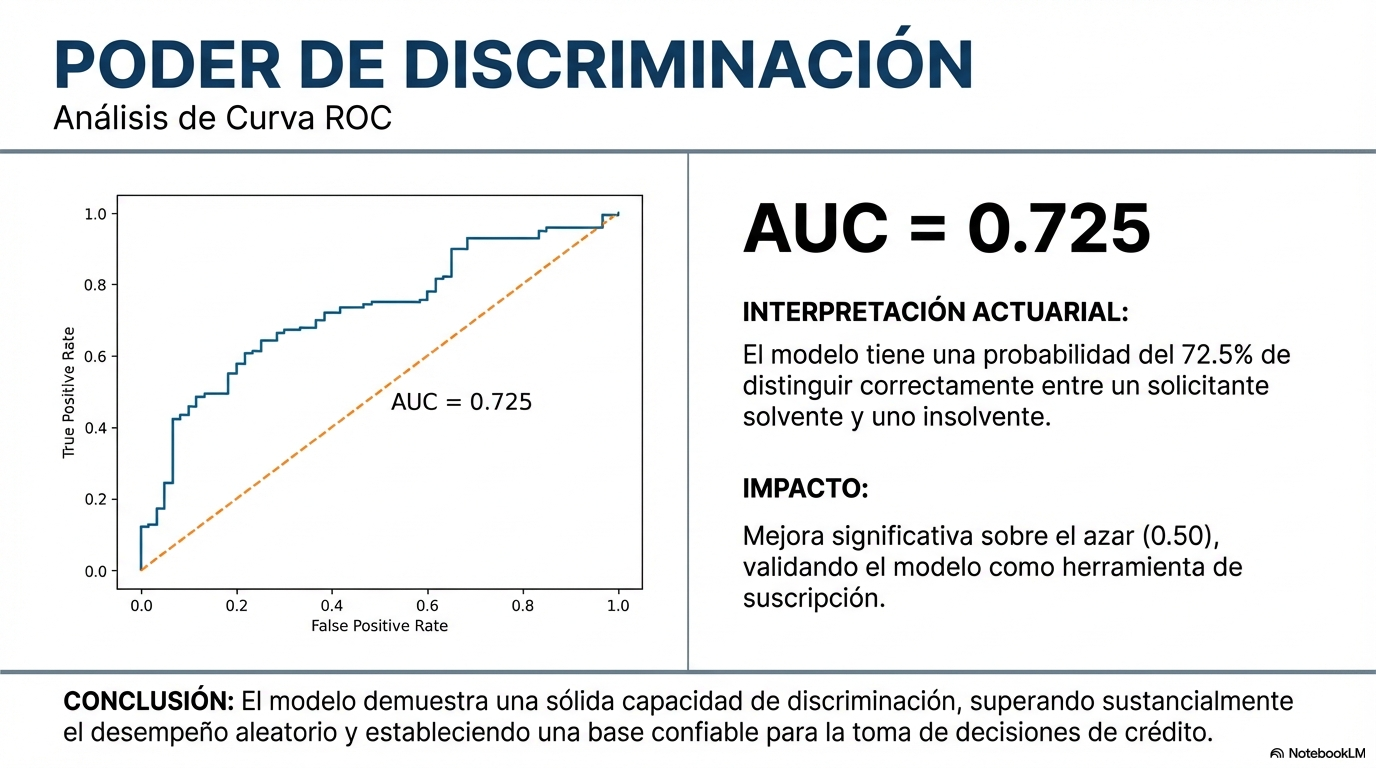 PODER DE DISCRIMINACIÓN
Análisis de Curva ROC
True Positive Rate
1.0
0.8
0.6
0.4
0.2
0.0
AUC = 0.725
0.0 0.2 0.4 0.6 0.8 1.0
False Positive Rate
AUC = 0.725
INTERPRETACIÓN ACTUARIAL:
El modelo tiene una probabilidad del 72.5% de
distinguir correctamente entre un solicitante
solvente y uno insolvente.
IMPACTO:
Mejora significativa sobre el azar (0.50),
validando el modelo como herramienta de
suscripción.
CONCLUSIÓN: El modelo demuestra una sólida capacidad de discriminación, superando sustancialmente
el desempeño aleatorio y estableciendo una base confiable para la toma de decisiones de crédito.
NotebookLM